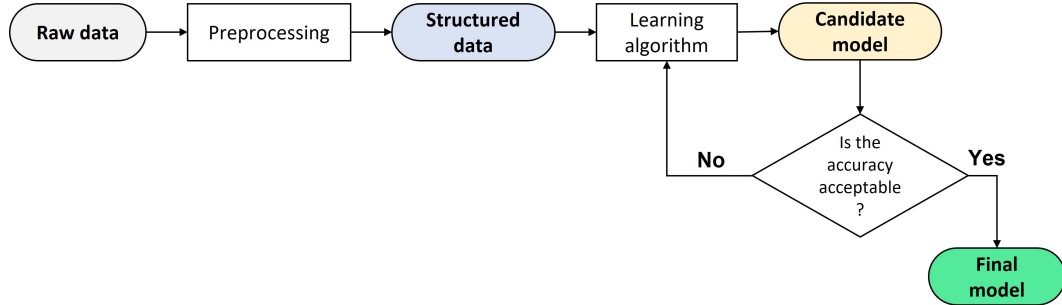 Raw data
Preprocessing
Structured
data
Learning
algorithm
Candidate
model
Is the
accuracy
acceptable
?
No
Yes
Final
model